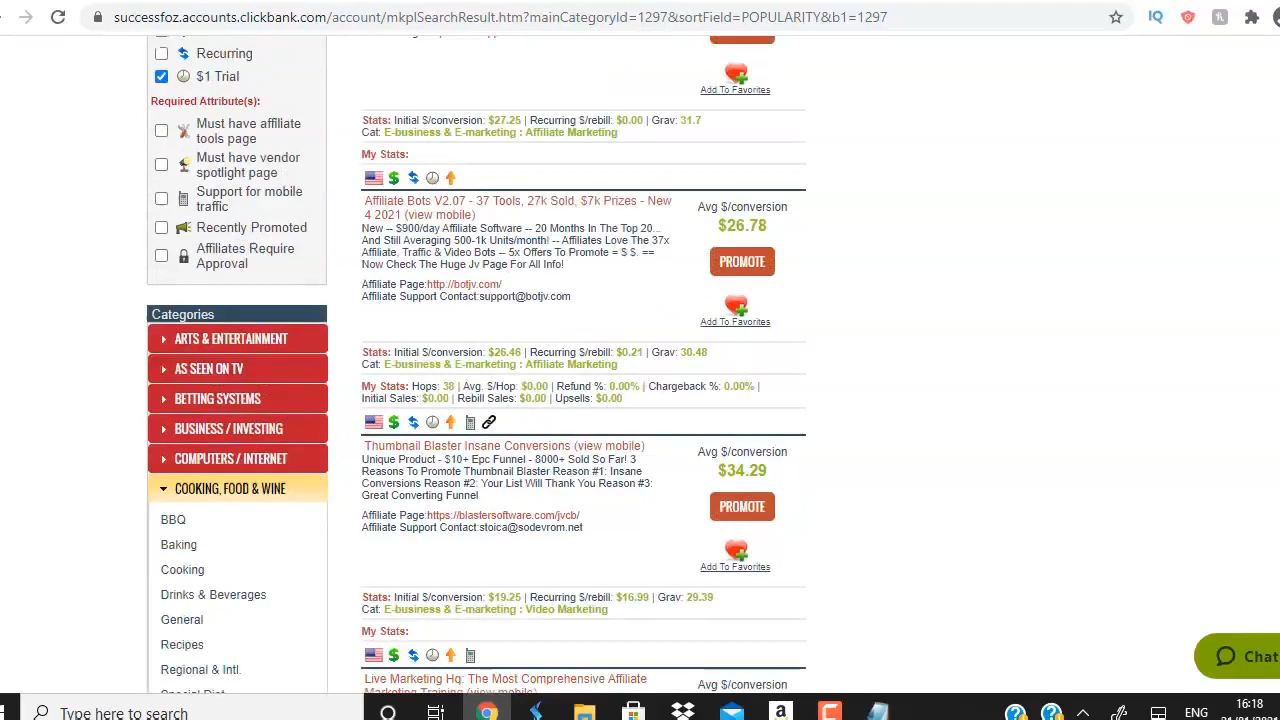 successfoz.accounts.clickbank.com/account/mkplSearchResult.htm?mainCategoryId=1297&sortField=POPULARITY&b1=1297
Recurring
$1 Trial
Required Attribute(s):
Must have affiliate
tools page
Must have vendor
spotlight page
Support for mobile
traffic
Recently Promoted
Affiliates Require
Approval
Categories
ARTS & ENTERTAINMENT
AS SEEN ON TV
BETTING SYSTEMS
BUSINESS / INVESTING
COMPUTERS / INTERNET
COOKING, FOOD & WINE
BBQ
Baking
Cooking
Drinks & Beverages
General
Recipes
Regional & Intl.
Special Diet
Add To Favorites
Stats: Initial $/conversion: $27.25 | Recurring $/rebill: $0.00 | Grav: 31.7
Cat: E-business & E-marketing : Affiliate Marketing
My Stats:
Affiliate Bots V2.07 - 37 Tools, 27k Sold, $7k Prizes - New
4 2021 (view mobile)
New -- $900/day Affiliate Software -- 20 Months In The Top 20...
And Still Averaging 500-1k Units/month! -- Affiliates Love The 37x
Affiliate, Traffic & Video Bots -- 5x Offers To Promote = $ $. ==
Now Check The Huge Jv Page For All Info!
Affiliate Page:http://botjv.com/
Affiliate Support Contact:support@botjv.com
Avg $/conversion
$26.78
PROMOTE
Add To Favorites
Stats: Initial $/conversion: $26.46 | Recurring $/rebill: $0.21 | Grav: 30.48
Cat: E-business & E-marketing : Affiliate Marketing
My Stats: Hops: 38 | Avg. $/Hop: $0.00 | Refund %: 0.00% | Chargeback %: 0.00% |
Initial Sales: $0.00 | Rebill Sales: $0.00 | Upsells: $0.00
Thumbnail Blaster Insane Conversions (view mobile)
Unique Product - $10+ Epc Funnel - 8000+ Sold So Far! 3
Reasons To Promote Thumbnail Blaster Reason #1: Insane
Conversions Reason #2: Your List Will Thank You Reason #3:
Great Converting Funnel
Affiliate Page:https://blastersoftware.com/jvcb/
Affiliate Support Contact:stoica@sodevrom.net
Avg $/conversion
$34.29
PROMOTE
Add To Favorites
Stats: Initial $/conversion: $19.25 | Recurring $/rebill: $16.99 | Grav: 29.39
Cat: E-business & E-marketing : Video Marketing
My Stats:
Live Marketing Hq: The Most Comprehensive Affiliate
Marketing Training (view mobile)
Avg $/conversion
Chat
Type here to search
ENG
16:18